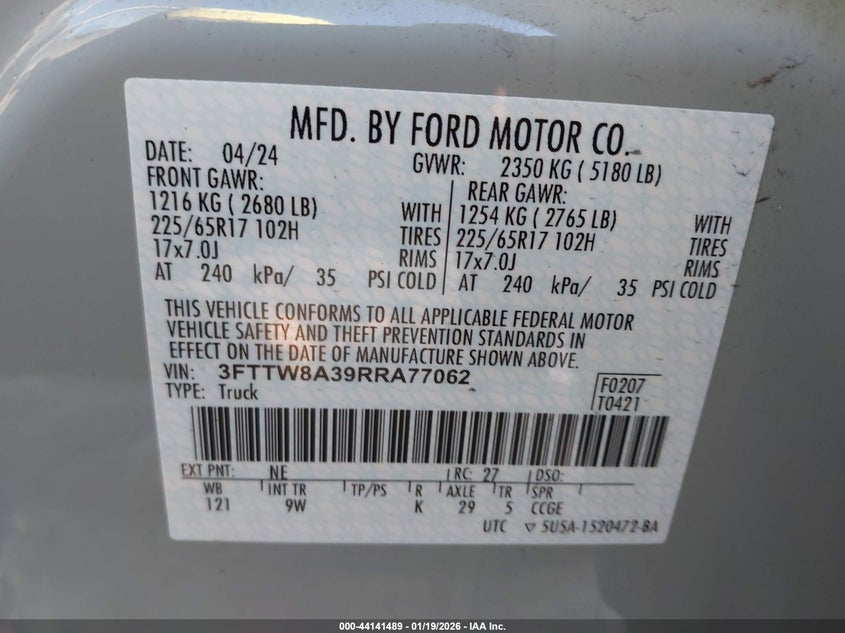 MFD. BY FORD MOTOR CO.
DATE: 04/24 GVWR: 2350 KG ( 5180 LB)
FRONT GAWR: REAR GAWR:
1216 KG ( 2680 LB) WITH 1254 KG ( 2765 LB) WITH
225/65R17 102H TIRES 225/65R17 102H TIRES
17x7.0J RIMS 17x7.0J RIMS
AT 240 kPa/ 35 PSI COLD AT 240 kPa/ 35 PSI COLD
THIS VEHICLE CONFORMS TO ALL APPLICABLE FEDERAL MOTOR
VEHICLE SAFETY AND THEFT PREVENTION STANDARDS IN
EFFECT ON THE DATE OF MANUFACTURE SHOWN ABOVE.
VIN: 3FTTW8A39RRA77062 F0207
TYPE: Truck T0421
EXT PNT: NE RC: 27 DSO:
WB INT TR TP/PS R AXLE TR SPR
121 9W K 29 5 CCGE
UTC ▽ SUSA-1520472-BA
000-44141489 | 01/19/2026 - IAA Inc.